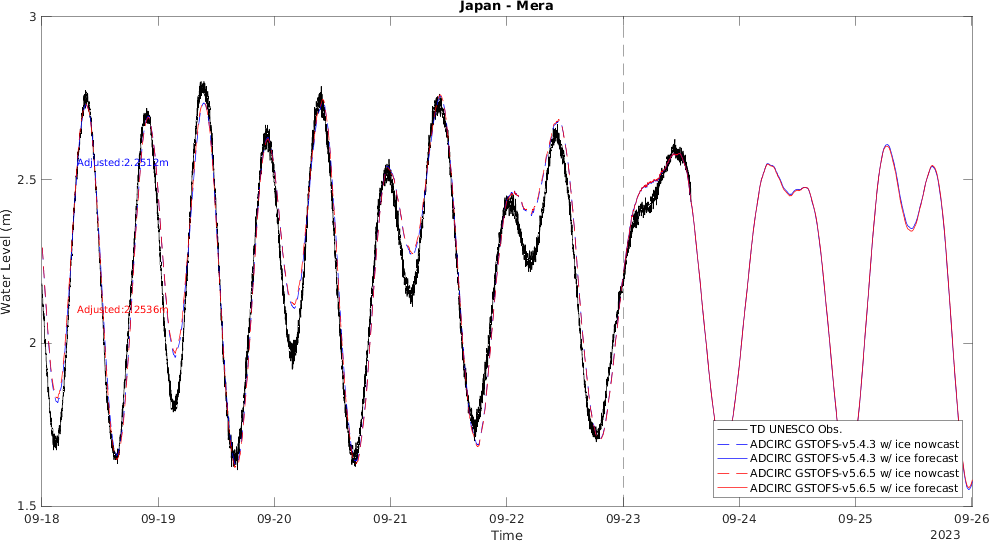 Japan - Mera
Water Level (m)
3
2.5
2
1.5
Adjusted:2.2512m
Adjusted:2.2536m
TD UNESCO Obs.
ADCIRC GSTOFS-v5.4.3 w/ ice nowcast
ADCIRC GSTOFS-v5.4.3 w/ ice forecast
ADCIRC GSTOFS-v5.6.5 w/ ice nowcast
ADCIRC GSTOFS-v5.6.5 w/ ice forecast
09-18 09-19 09-20 09-21 09-22 09-23 09-24 09-25 09-26
Time
2023